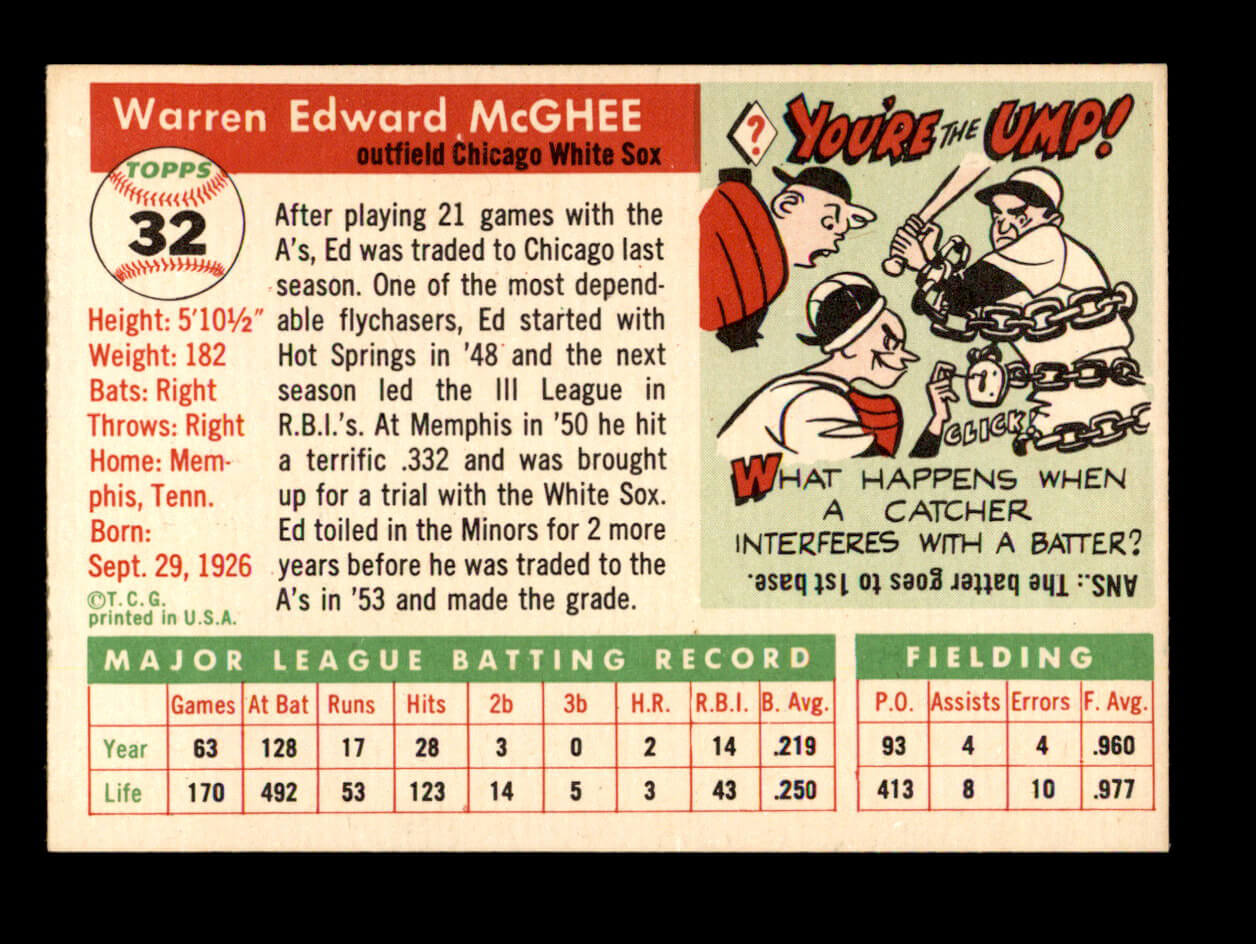 Warren Edward McGHEE
outfield Chicago White Sox
TOPPS
32
Height: 5'10½"
Weight: 182
Bats: Right
Throws: Right
Home: Mem-
phis, Tenn.
Born:
Sept. 29, 1926
©T. C. G.
printed in U.S.A.
After playing 21 games with the
A's, Ed was traded to Chicago last
season. One of the most depend-
able flychasers, Ed started with
Hot Springs in '48 and the next
season led the III League in
R.B.I.'s. At Memphis in '50 he hit
a terrific .332 and was brought
up for a trial with the White Sox.
Ed toiled in the Minors for 2 more
years before he was traded to the
A's in '53 and made the grade.
? YOU'RE THE UMP!
CLICK!
WHAT HAPPENS WHEN
A CATCHER
INTERFERES WITH A BATTER?
ANS.: The batter goes to 1st base.
MAJOR LEAGUE BATTING RECORD
Games At Bat Runs Hits 2b 3b H.R. R.B.I. B. Avg.
Year 63 128 17 28 3 0 2 14 .219
Life 170 492 53 123 14 5 3 43 .250
FIELDING
P.O. Assists Errors F. Avg.
93 4 4 .960
413 8 10 .977